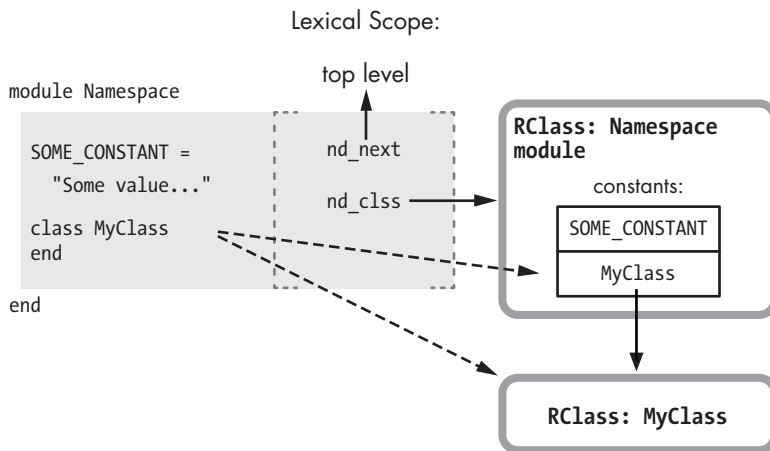 Lexical Scope:
top level
module Namespace
SOME_CONSTANT =
"Some value..."
class MyClass
end
end
nd_next
nd_clss
RClass: Namespace
module
constants:
SOME_CONSTANT
MyClass
RClass: MyClass